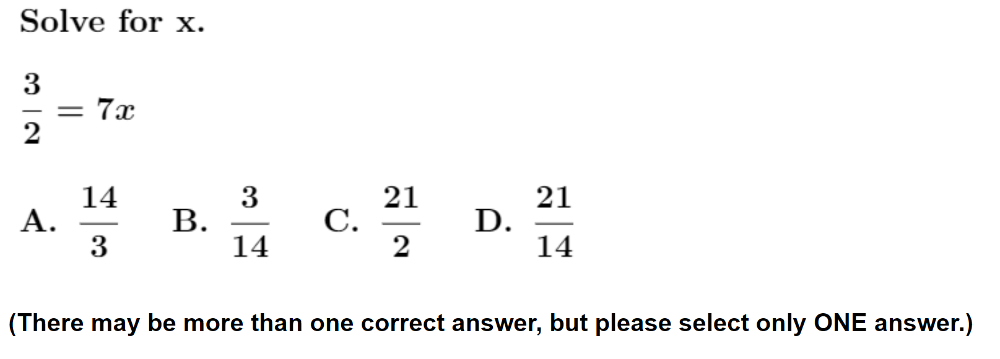 Solve for x.
3/2 = 7x
A. 14/3 B. 3/14 C. 21/2 D. 21/14
(There may be more than one correct answer, but please select only ONE answer.)